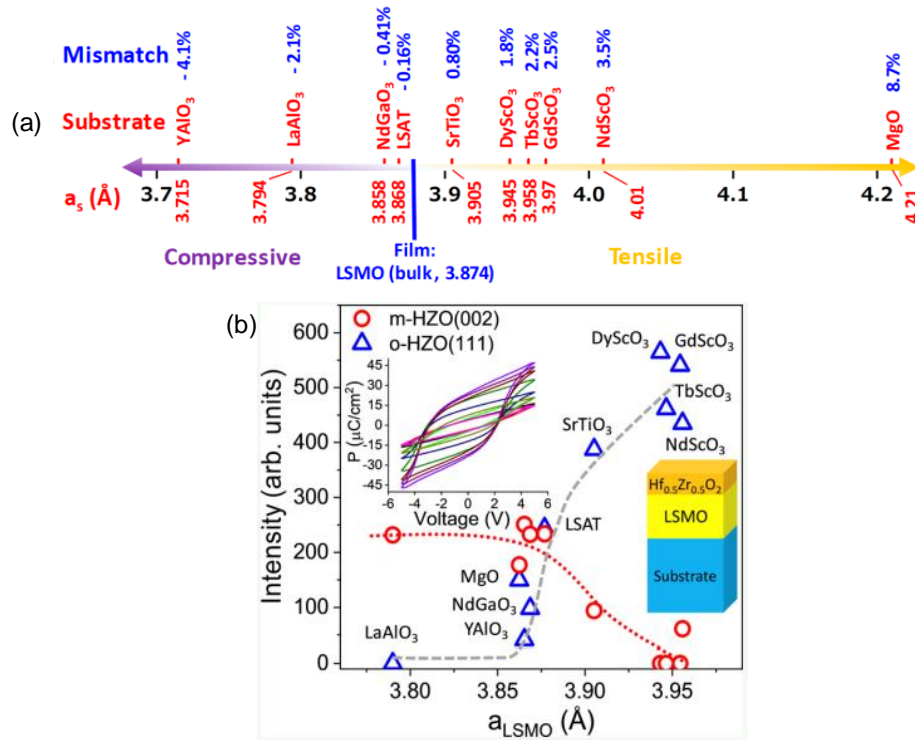 Mismatch - 4.1% - 2.1% - 0.41% -0.16% 0.80% 1.8% 2.2% 2.5% 3.5% 8.7%
(a)
Substrate YAlO3 LaAlO3 NdGaO3 LSAT SrTiO3 DyScO3 TbScO3 GdScO3 NdScO3 MgO
as (Å) 3.7 3.8 3.9 4.0 4.1 4.2
3.715 3.794 3.858 3.868 3.905 3.945 3.958 3.97 4.01 4.21
Compressive Film: Tensile
LSMO (bulk, 3.874)
(b)
m-HZO(002)
o-HZO(111)
Intensity (arb. units)
600
500
400
300
200
100
0
P (μC/cm2)
45
30
15
0
-15
-30
-45
-6 -4 -2 0 2 4 6
Voltage (V)
DyScO3 GdScO3
TbScO3
NdScO3
SrTiO3
LSAT
MgO
NdGaO3
YAlO3
LaAlO3
Hf0.5Zr0.5O2
LSMO
Substrate
3.80 3.85 3.90 3.95
aLSMO (Å)